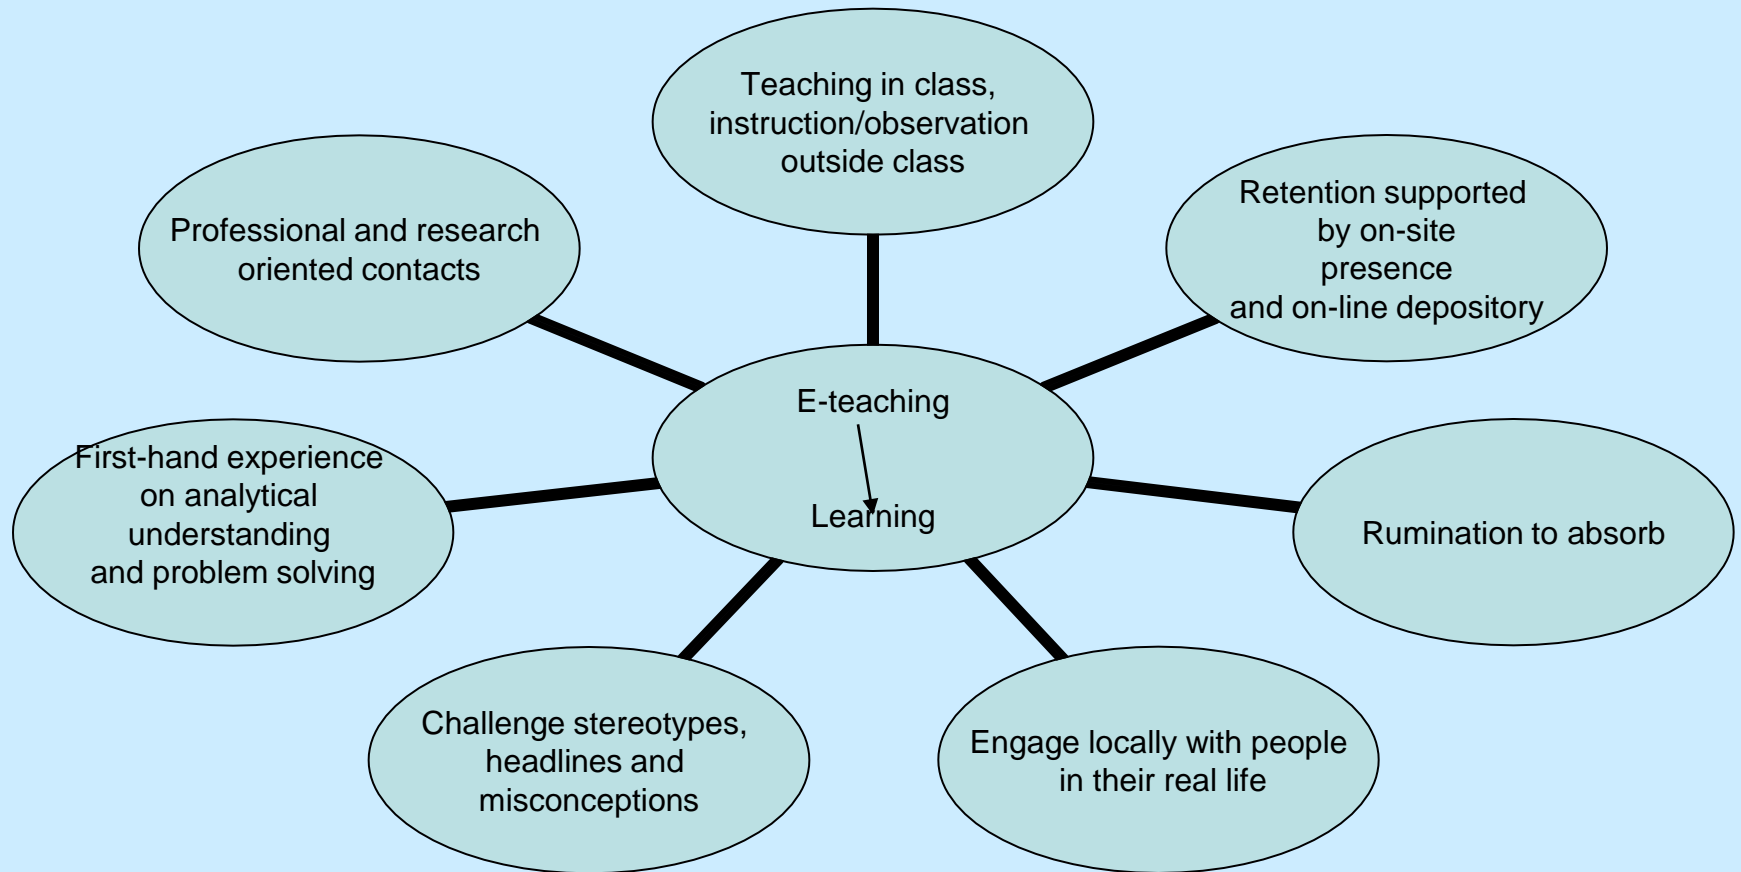 Teaching in class,
instruction/observation
outside class
Professional and research
oriented contacts
Retention supported
by on-site
presence
and on-line depository
E-teaching
Learning
First-hand experience
on analytical
understanding
and problem solving
Rumination to absorb
Challenge stereotypes,
headlines and
misconceptions
Engage locally with people
in their real life